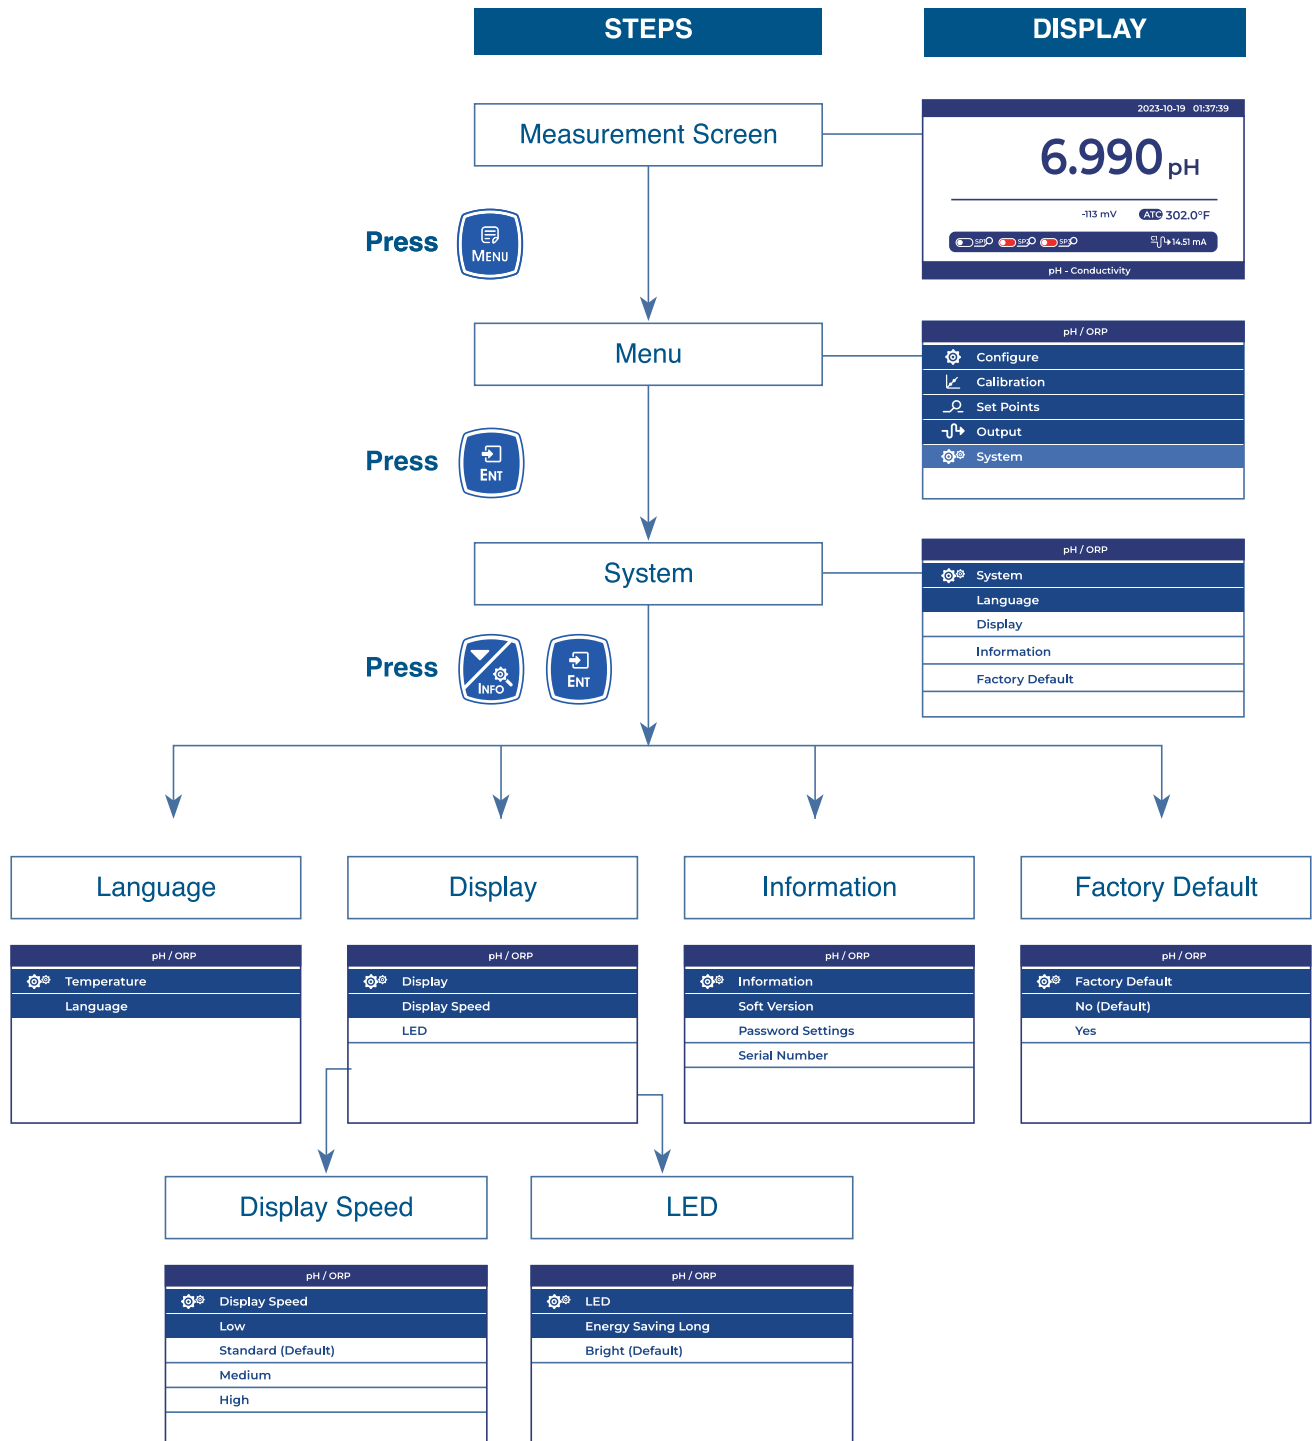 STEPS
DISPLAY
Measurement Screen
2023-10-19 01:37:39
6.990 pH
-113 mV ATC 302.0°F
SP1 SP2 SP3 14.51 mA
pH - Conductivity
Press MENU
Menu
pH / ORP
Configure
Calibration
Set Points
Output
System
Press ENT
System
pH / ORP
System
Language
Display
Information
Factory Default
Press INFO ENT
Language
Display
Information
Factory Default
pH / ORP
Temperature
Language
pH / ORP
Display
Display Speed
LED
pH / ORP
Information
Soft Version
Password Settings
Serial Number
pH / ORP
Factory Default
No (Default)
Yes
Display Speed
LED
pH / ORP
Display Speed
Low
Standard (Default)
Medium
High
pH / ORP
LED
Energy Saving Long
Bright (Default)